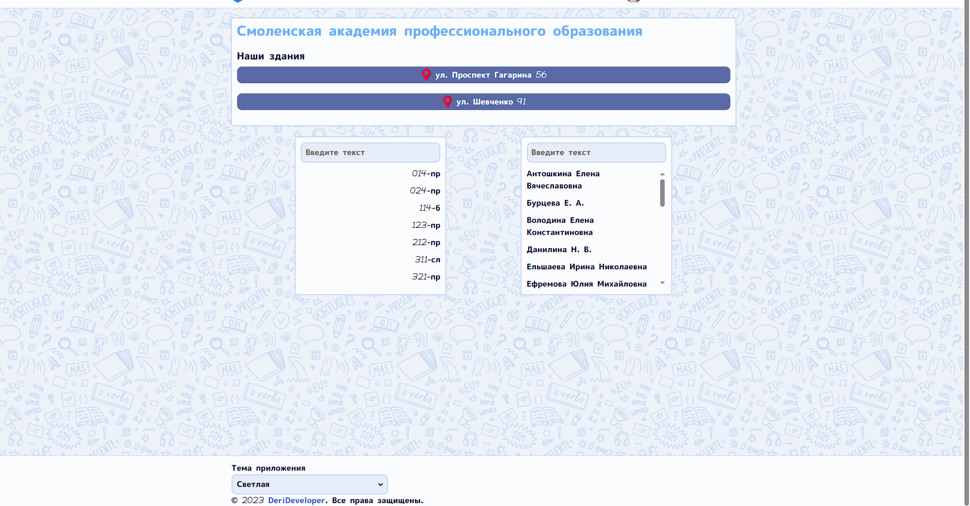 Смоленская академия профессионального образования
Наши здания
ул. Проспект Гагарина 56
ул. Шевченко 91
Введите текст
014-пр
024-пр
114-б
123-пр
212-пр
311-сл
321-пр
Введите текст
Антошкина Елена
Вячеславовна
Бурцева Е. А.
Володина Елена
Константиновна
Данилина Н. В.
Ельшаева Ирина Николаевна
Ефремова Юлия Михайловна
Тема приложения
Светлая
© 2023 DeriDeveloper. Все права защищены.